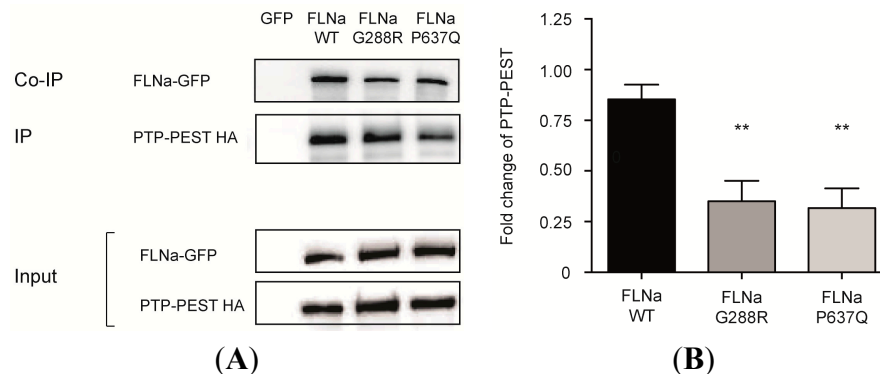 GFP FLNa FLNa FLNa
WT G288R P637Q
Co-IP FLNa-GFP
IP PTP-PEST HA
Input
FLNa-GFP
PTP-PEST HA
(A)
Fold change of PTP-PEST
1.25
1.00
0.75
0.50
0.25
0
**
**
FLNa FLNa FLNa
WT G288R P637Q
(B)